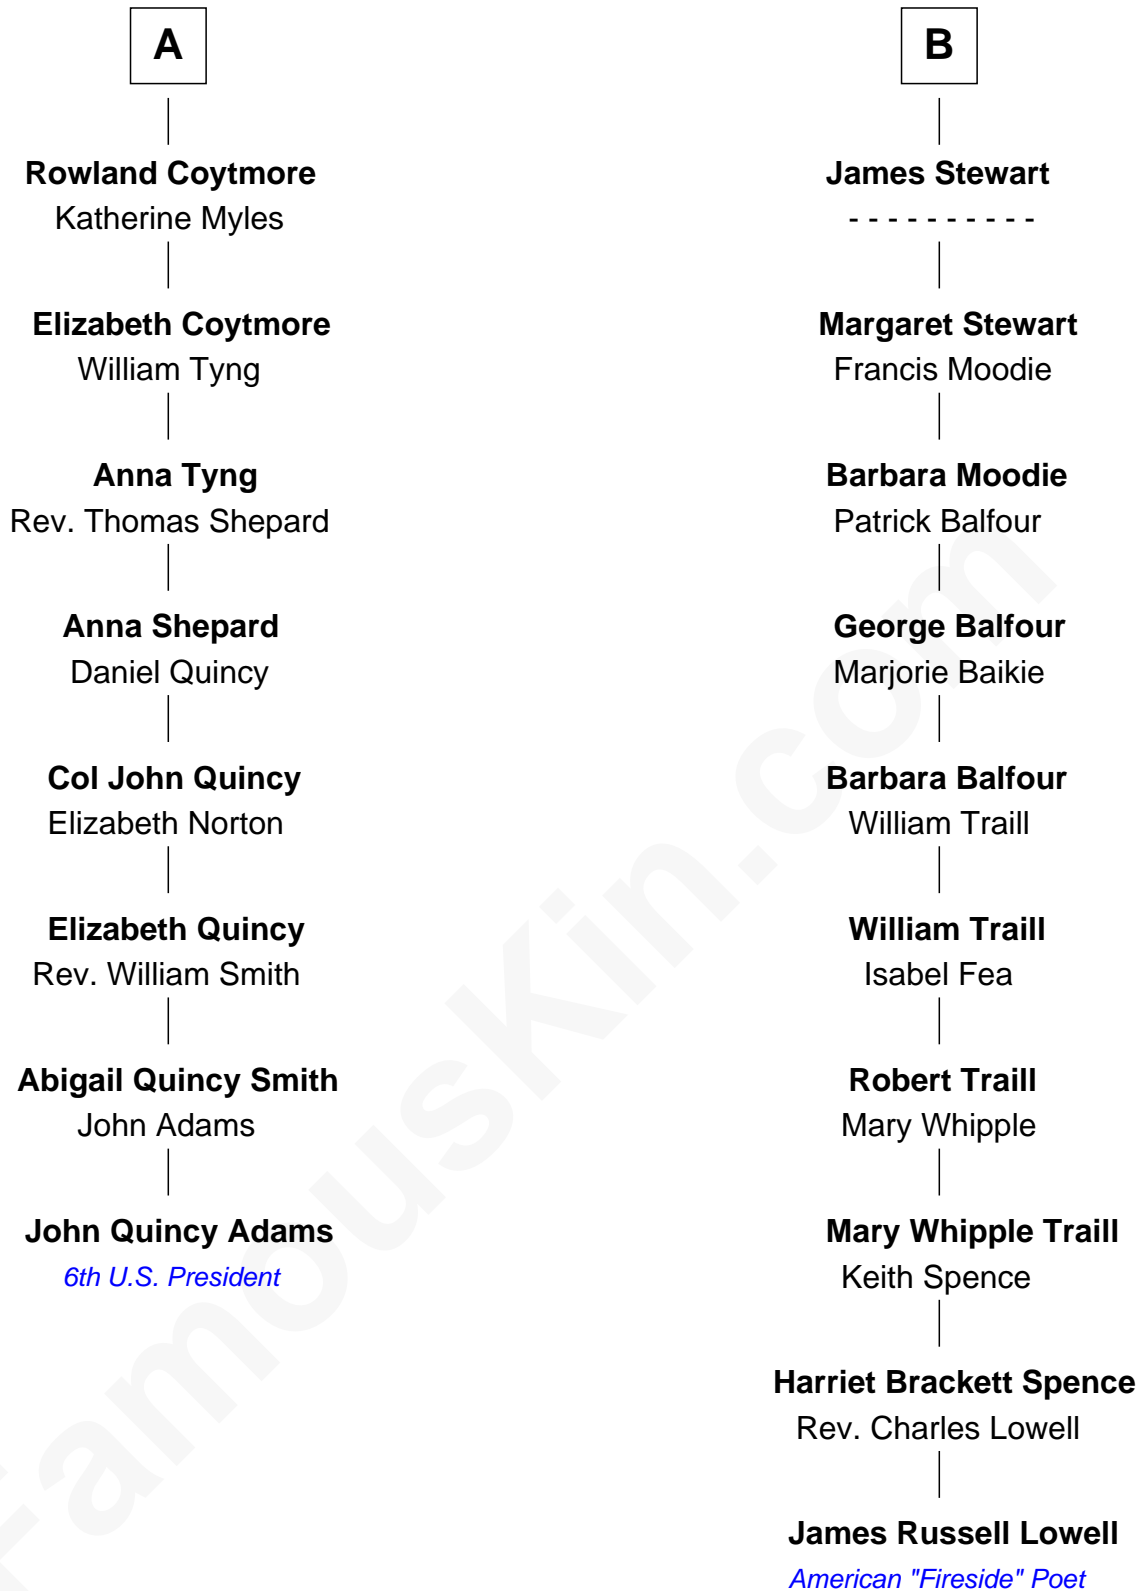 A
Rowland Coytmore
Katherine Myles
Elizabeth Coytmore
William Tyng
Anna Tyng
Rev. Thomas Shepard
Anna Shepard
Daniel Quincy
Col John Quincy
Elizabeth Norton
Elizabeth Quincy
Rev. William Smith
Abigail Quincy Smith
John Adams
John Quincy Adams
6th U.S. President
B
James Stewart
- - - - - - - - - -
Margaret Stewart
Francis Moodie
Barbara Moodie
Patrick Balfour
George Balfour
Marjorie Baikie
Barbara Balfour
William Traill
William Traill
Isabel Fea
Robert Traill
Mary Whipple
Mary Whipple Traill
Keith Spence
Harriet Brackett Spence
Rev. Charles Lowell
James Russell Lowell
American "Fireside" Poet
FamousKin.com